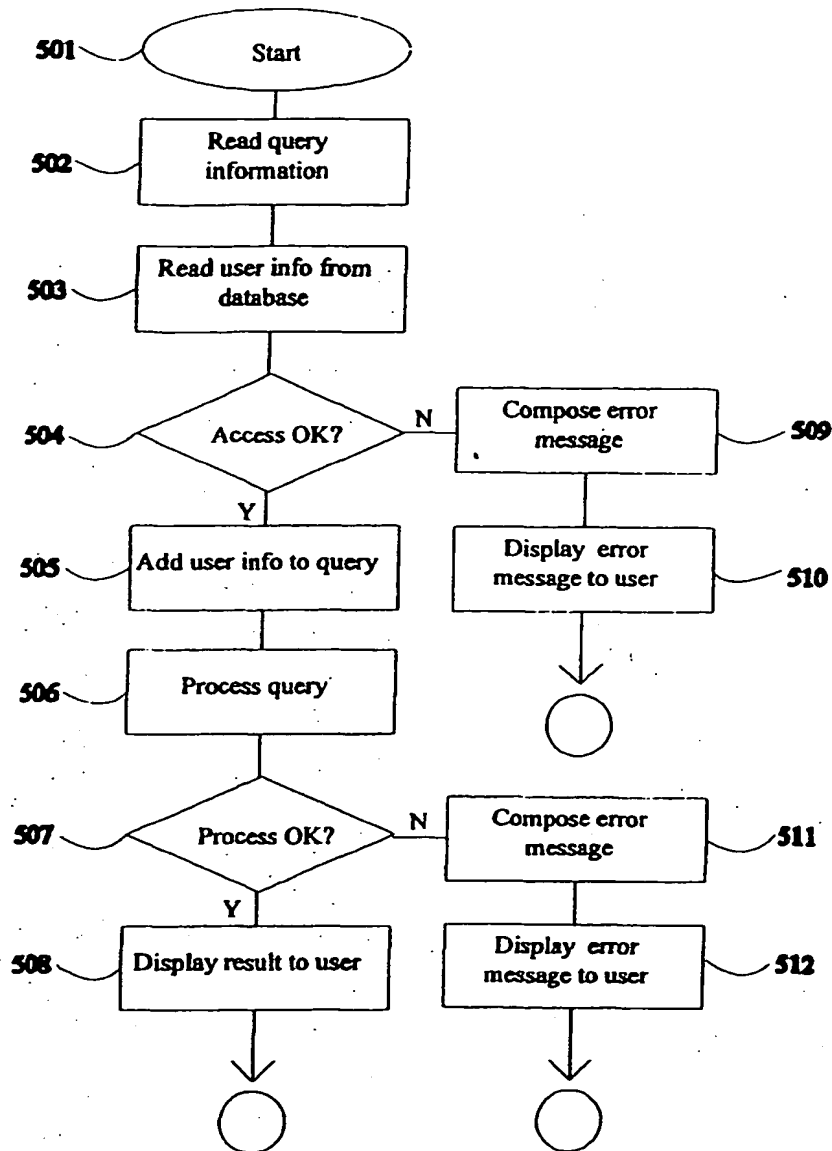 501
Start
502
Read query
information
503
Read user info from
database
504
Access OK?
N
Compose error
message
509
Y
505
Add user info to query
Display error
message to user
510
506
Process query
507
Process OK?
N
Compose error
message
511
Y
508
Display result to user
Display error
message to user
512